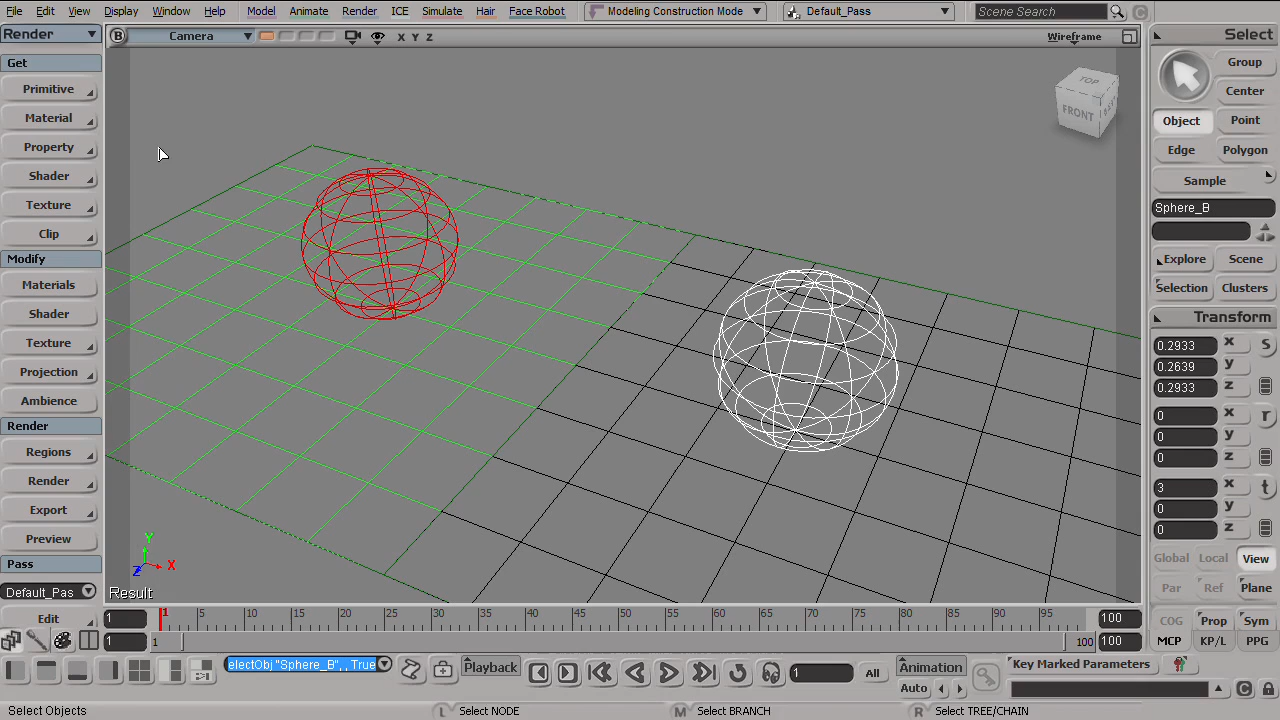 File Edit View Display Window Help Model Animate Render ICE Simulate Hair Face Robot Modeling Construction Mode Default_Pass Scene Search
Render
B Camera X Y Z Wireframe
Select
Get
Primitive
Material
Property
Shader
Texture
Clip
Modify
Materials
Shader
Texture
Projection
Ambience
Render
Regions
Render
Export
Preview
Pass
Default_Pas
Edit
TOP
FRONT
Y
X
Z
Result
Group
Center
Object Point
Edge Polygon
Sample
Sphere_B
Explore Scene
Selection Clusters
Transform
0.2933 x s
0.2639 y
0.2933 z
0 x r
0 y
0 z
3 x t
0 y
0 z
Global Local View
Par Ref Plane
COG Prop Sym
MCP KP/L PPG
1 1 5 10 15 20 25 30 35 40 45 50 55 60 65 70 75 80 85 90 95 100
1 1 100 100
electObj "Sphere_B", , True Playback 1 All Animation Key Marked Parameters
Auto
Select Objects L Select NODE M Select BRANCH R Select TREE/CHAIN